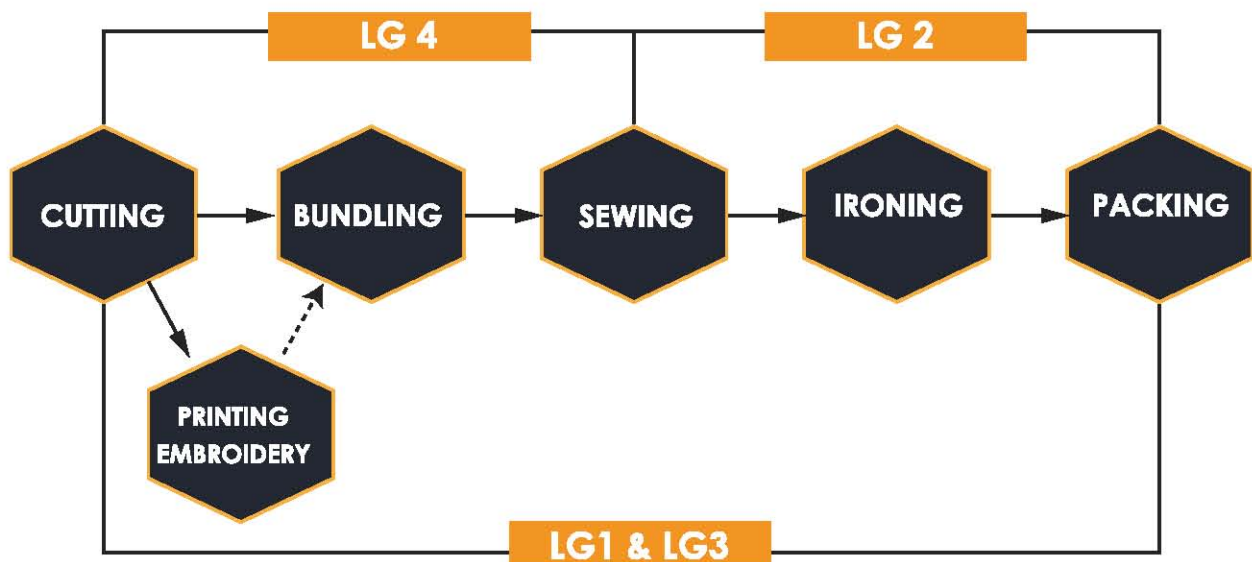 LG 4
LG 2
CUTTING
BUNDLING
SEWING
IRONING
PACKING
PRINTING
EMBROIDERY
LG1 & LG3